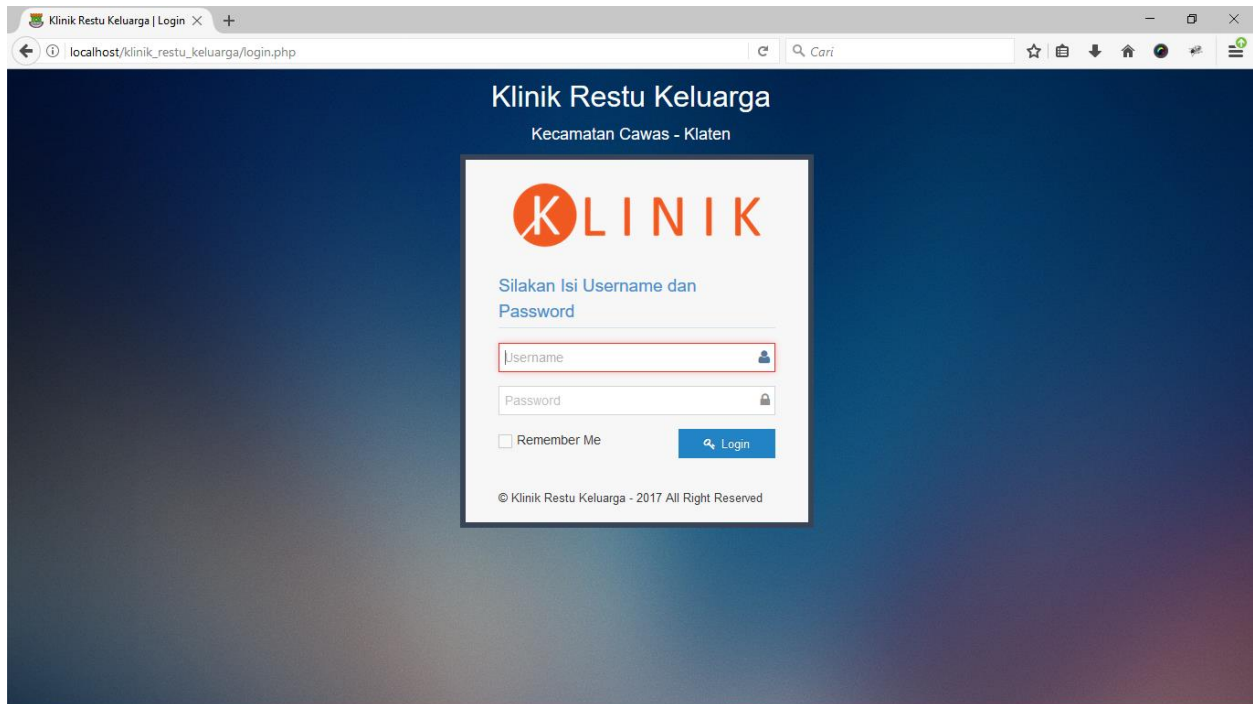 Klinik Restu Keluarga | Login
localhost/klinik_restu_keluarga/login.php
Cari
Klinik Restu Keluarga
Kecamatan Cawas - Klaten
KLINIK
Silakan Isi Username dan
Password
Username
Password
Remember Me
Login
© Klinik Restu Keluarga - 2017 All Right Reserved